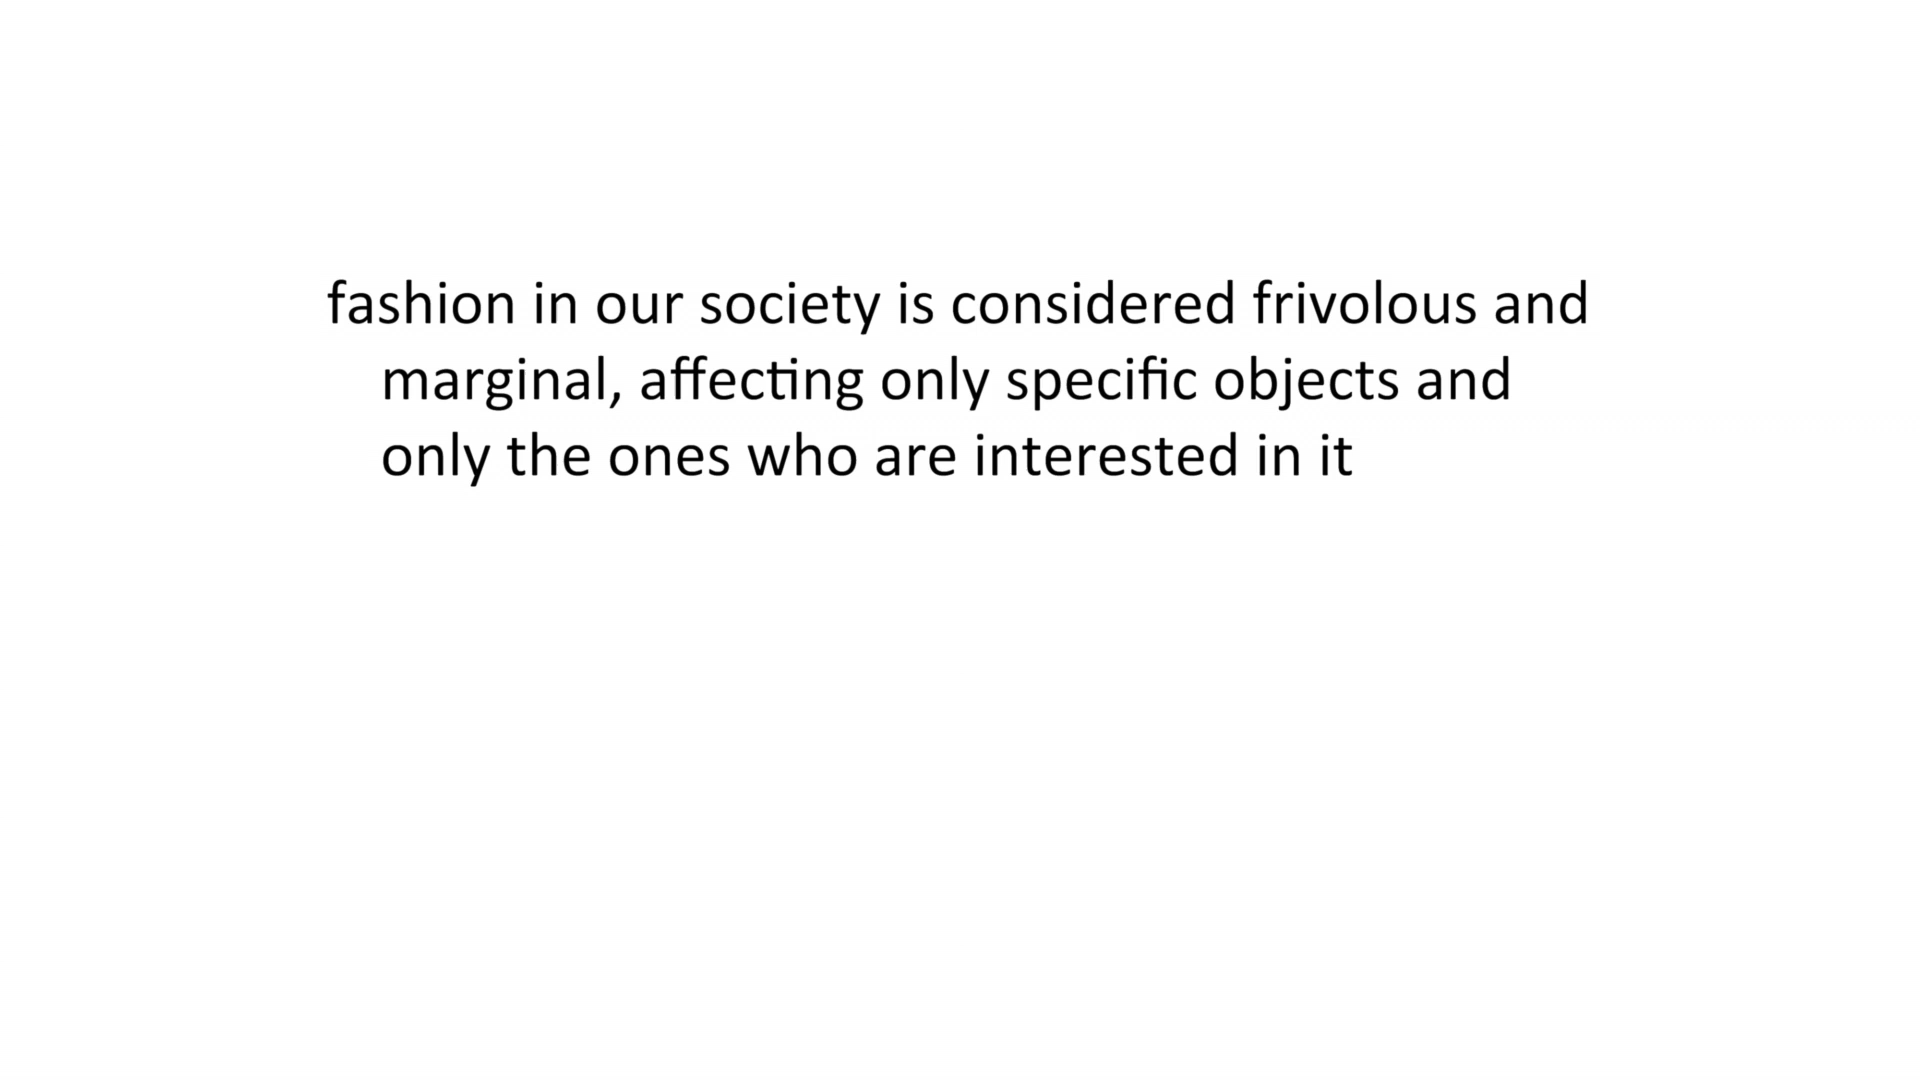 fashion in our society is considered frivolous and
marginal, affecting only specific objects and
only the ones who are interested in it